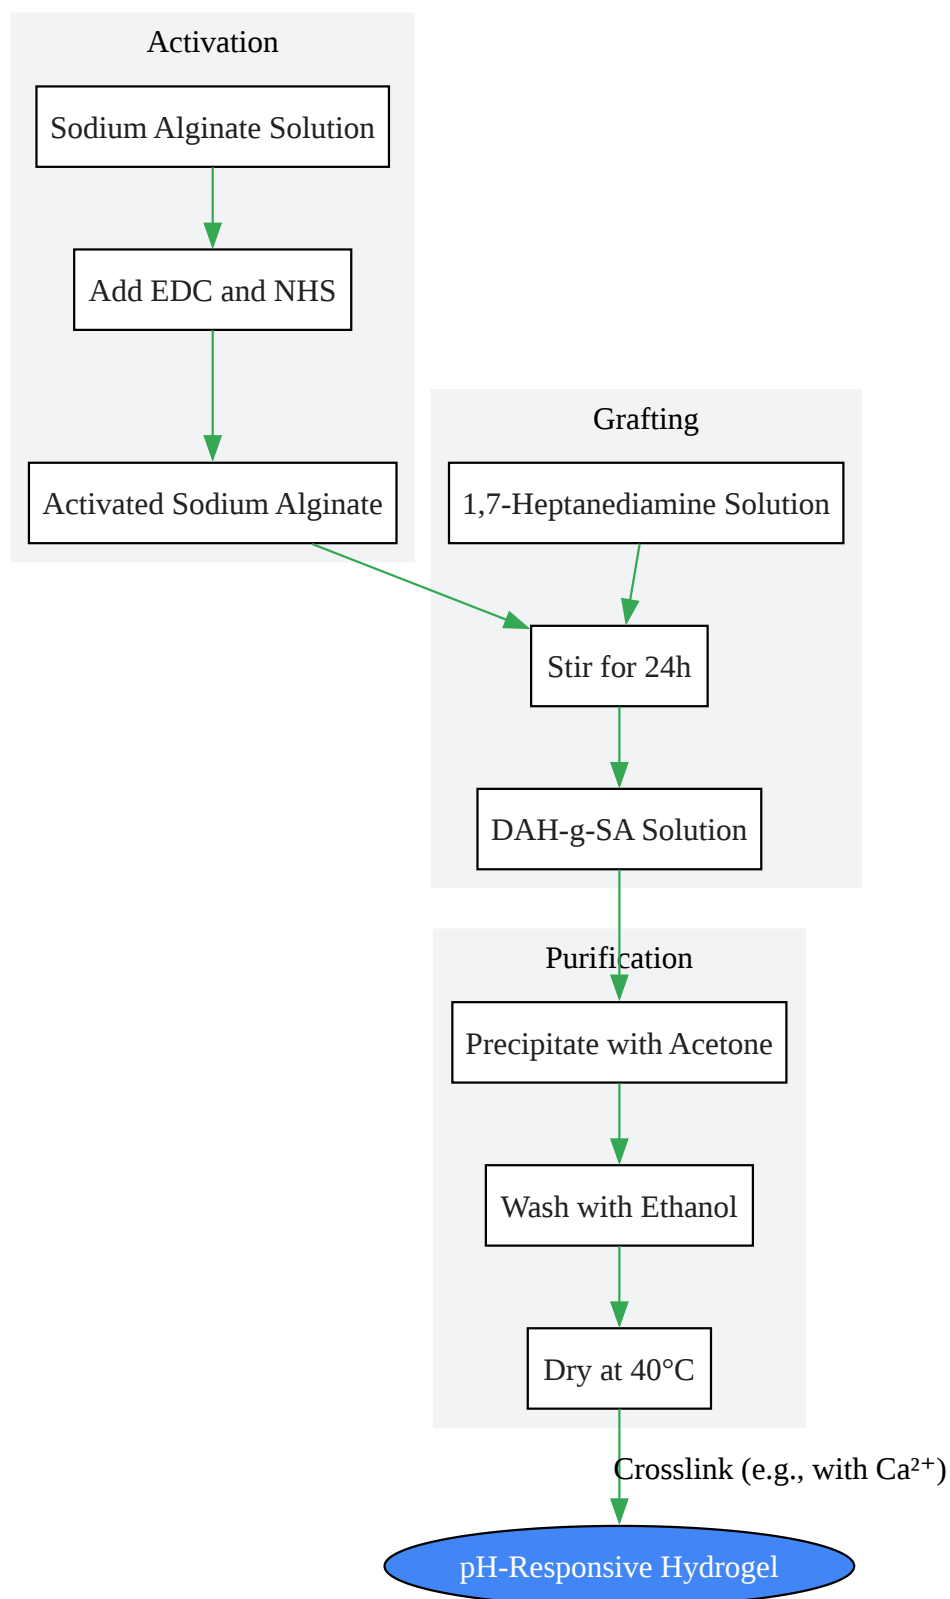 Activation
Sodium Alginate Solution
Add EDC and NHS
Activated Sodium Alginate
Grafting
1,7-Heptanediamine Solution
Stir for 24h
DAH-g-SA Solution
Purification
Precipitate with Acetone
Wash with Ethanol
Dry at 40°C
Crosslink (e.g., with Ca²⁺)
pH-Responsive Hydrogel